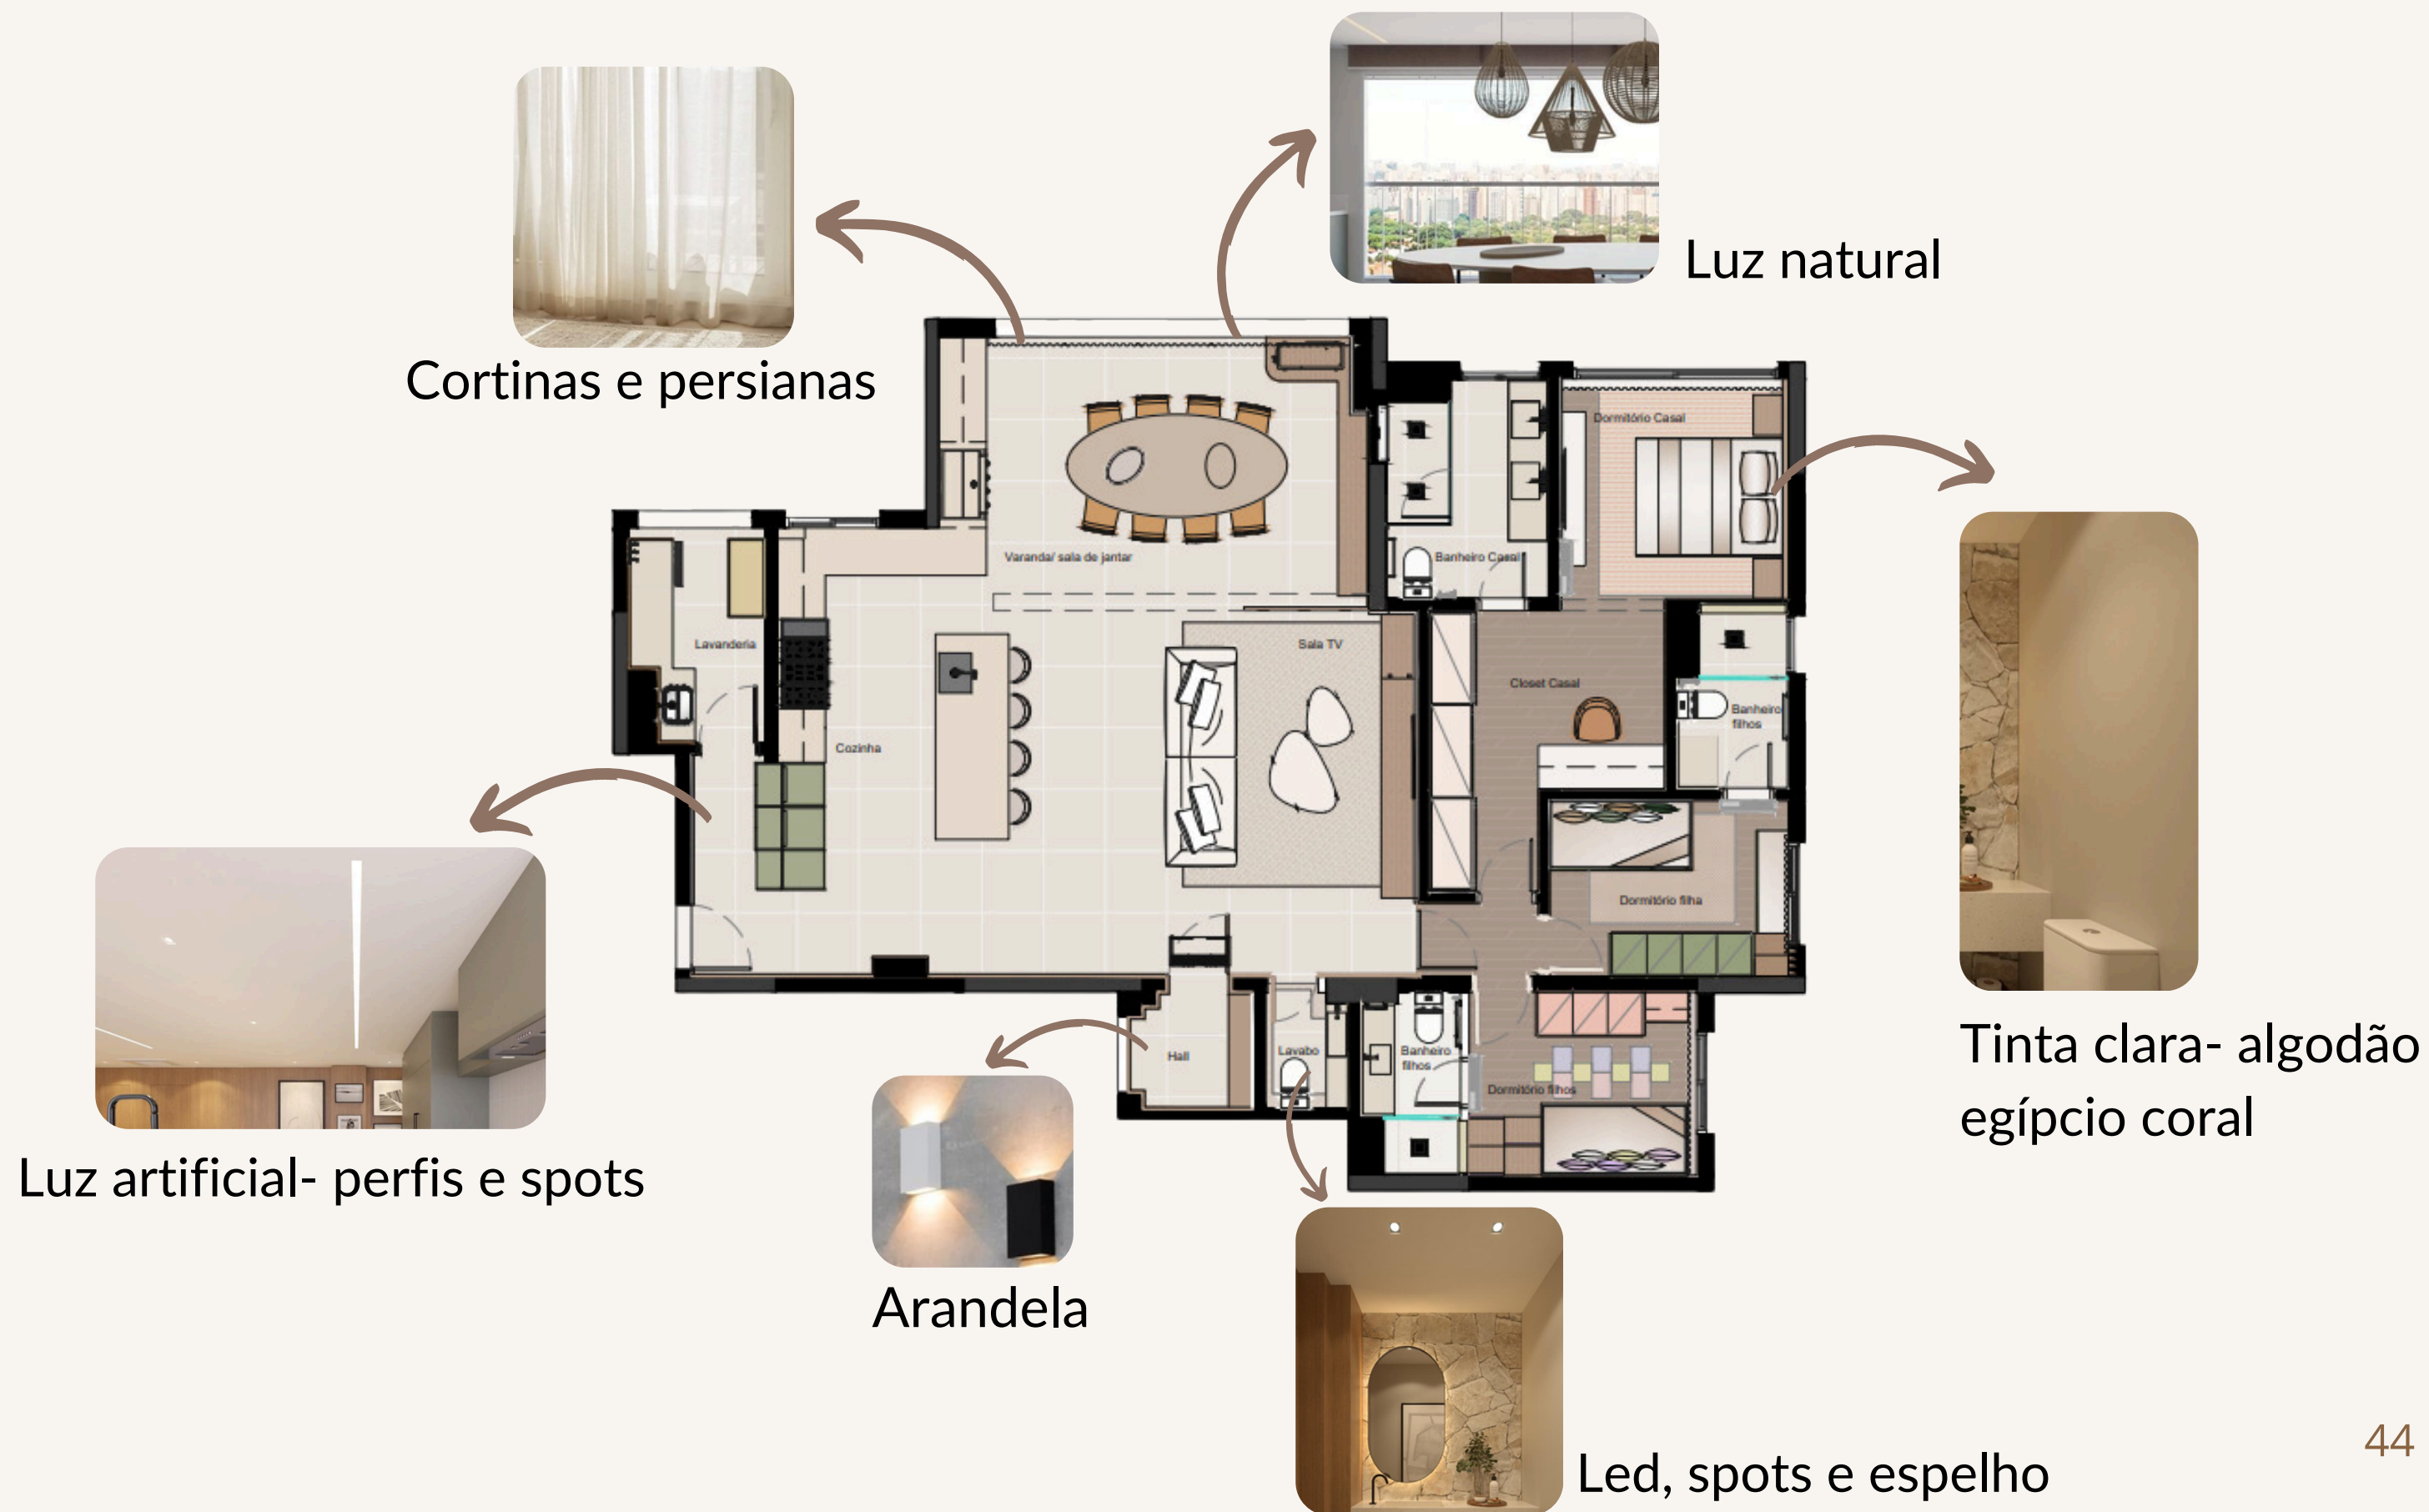 Luz natural
Cortinas e persianas
Dormitório Casal
Varanda/ sala de jantar
Banheiro Casal
Lavanderia
Sala TV
Closet Casal
Banheiro
filhos
Cozinha
Dormitório filha
Tinta clara- algodão
egípcio coral
Hall
Lavabo
Banheiro
filhos
Dormitório filhos
Luz artificial- perfis e spots
Arandela
Led, spots e espelho
44